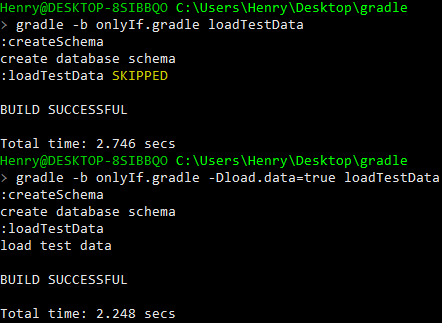 Henry@DESKTOP-8SIBBQO C:\Users\Henry\Desktop\gradle
> gradle -b onlyIf.gradle loadTestData
:createSchema
create database schema
:loadTestData SKIPPED
BUILD SUCCESSFUL
Total time: 2.746 secs
Henry@DESKTOP-8SIBBQO C:\Users\Henry\Desktop\gradle
> gradle -b onlyIf.gradle -Dload.data=true loadTestData
:createSchema
create database schema
:loadTestData
load test data
BUILD SUCCESSFUL
Total time: 2.248 secs